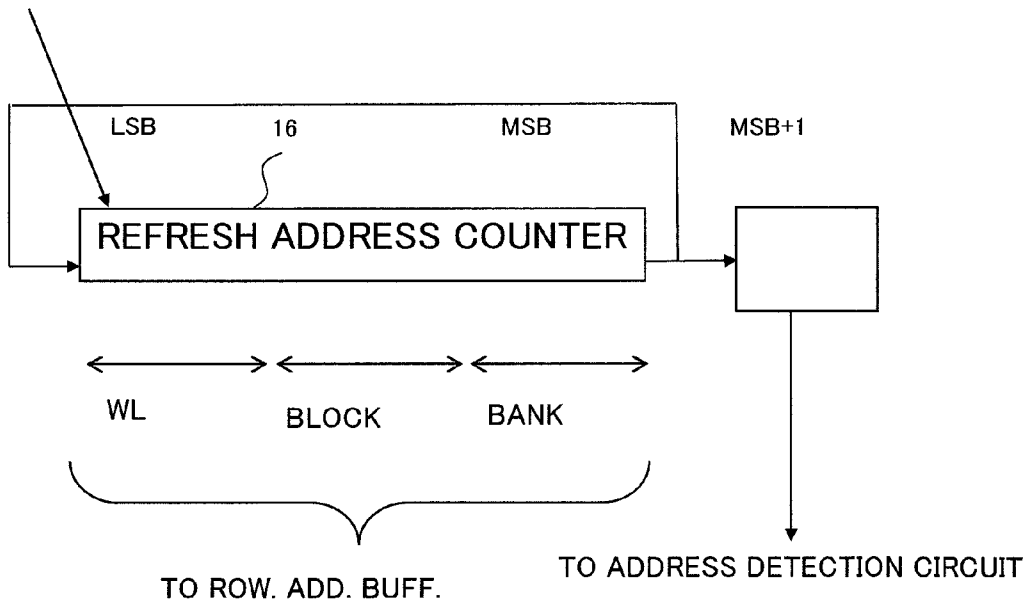 LSB 16 MSB MSB+1
REFRESH ADDRESS COUNTER
WL BLOCK BANK
TO ROW. ADD. BUFF.
TO ADDRESS DETECTION CIRCUIT